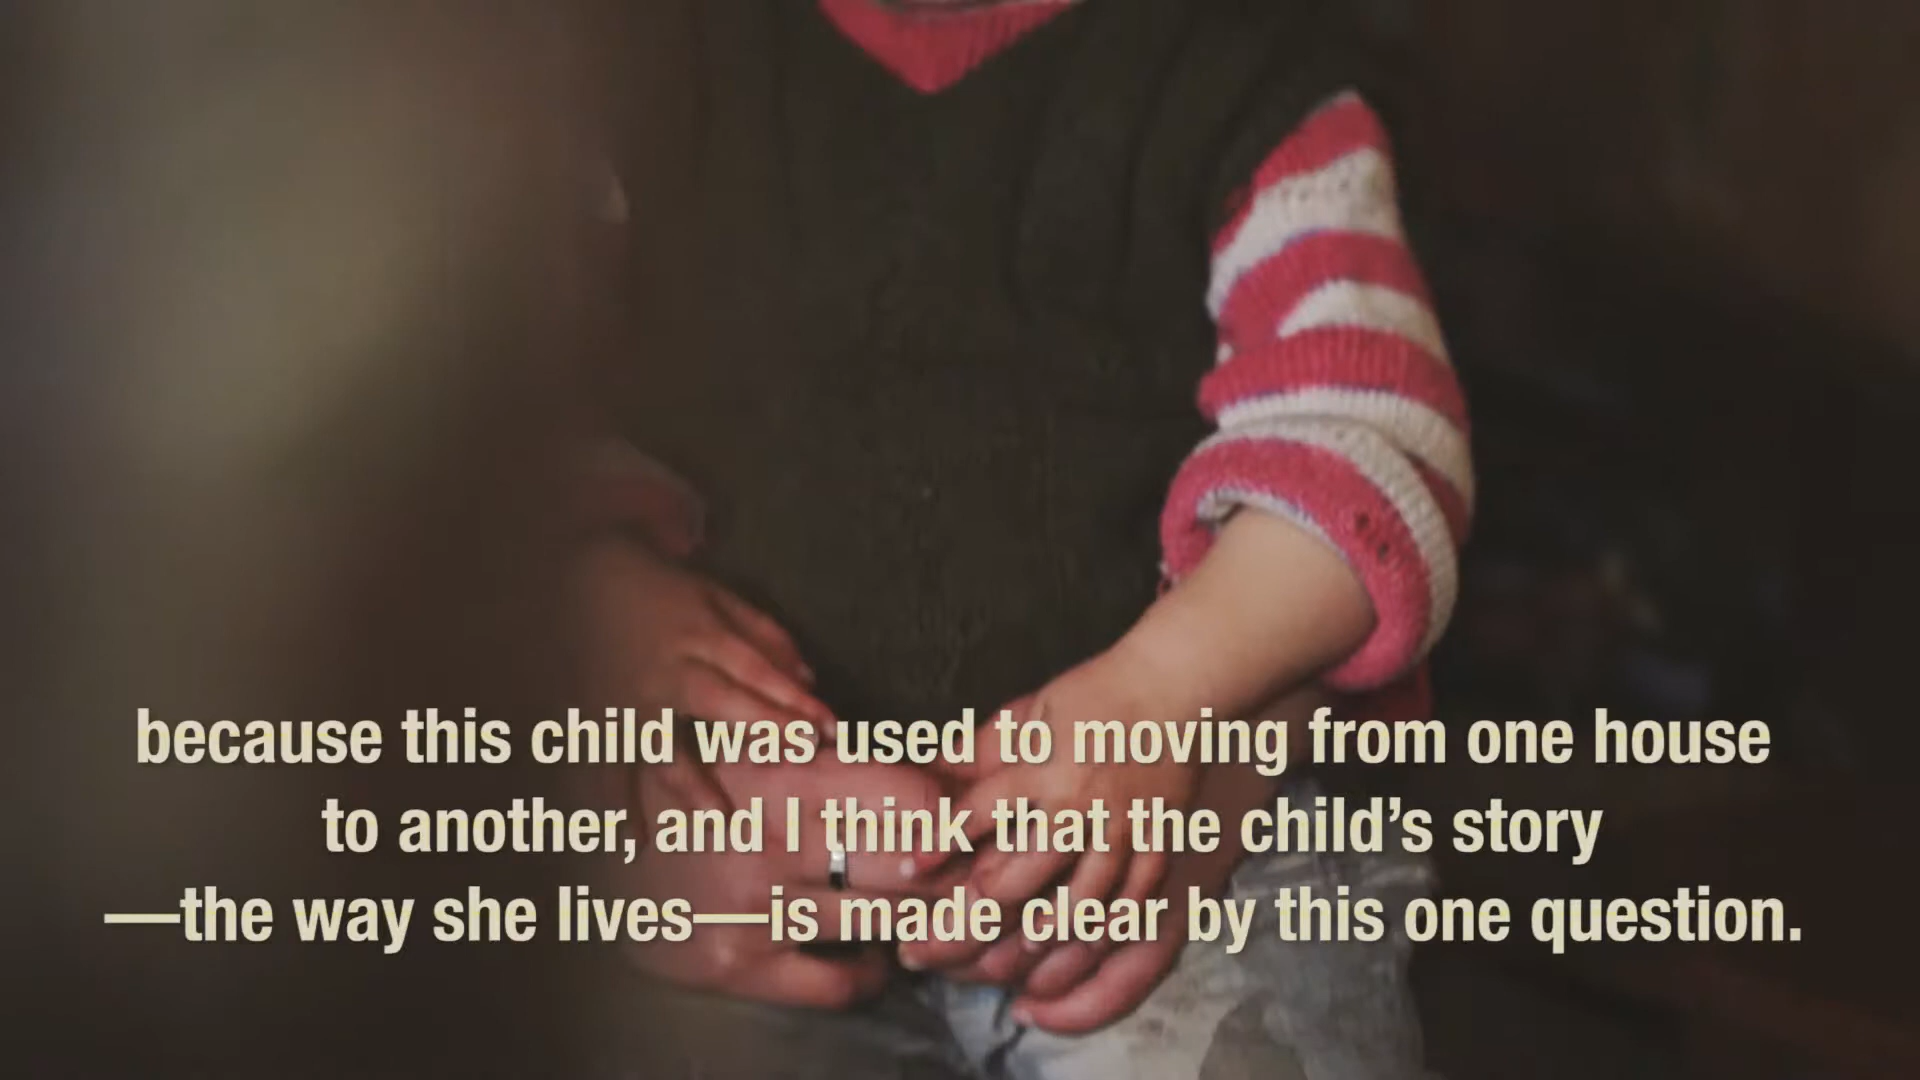 because this child was used to moving from one house
to another, and I think that the child’s story
—the way she lives—is made clear by this one question.